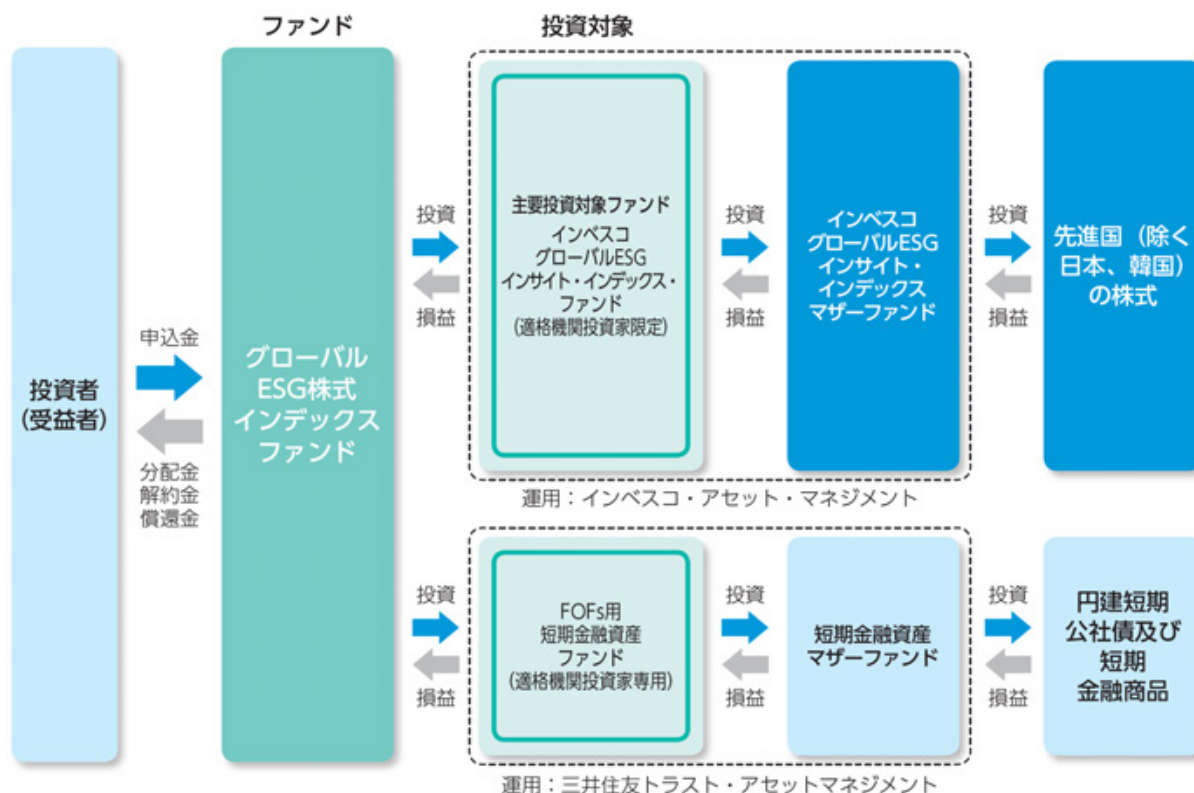 ファンド
投資対象
投資者
(受益者)
申込金
分配金
解約金
償還金
グローバル
ESG株式
インデックス
ファンド
投資
損益
主要投資対象ファンド
インベスコ
グローバルESG
インサイト・インデックス・
ファンド
(適格機関投資家限定)
投資
損益
インベスコ
グローバルESG
インサイト・
インデックス
マザーファンド
投資
損益
先進国（除く
日本、韓国）
の株式
運用：インベスコ・アセット・マネジメント
投資
損益
FOFs用
短期金融資産
ファンド
(適格機関投資家専用)
投資
損益
短期金融資産
マザーファンド
投資
損益
円建短期
公社債及び
短期
金融商品
運用：三井住友トラスト・アセットマネジメント